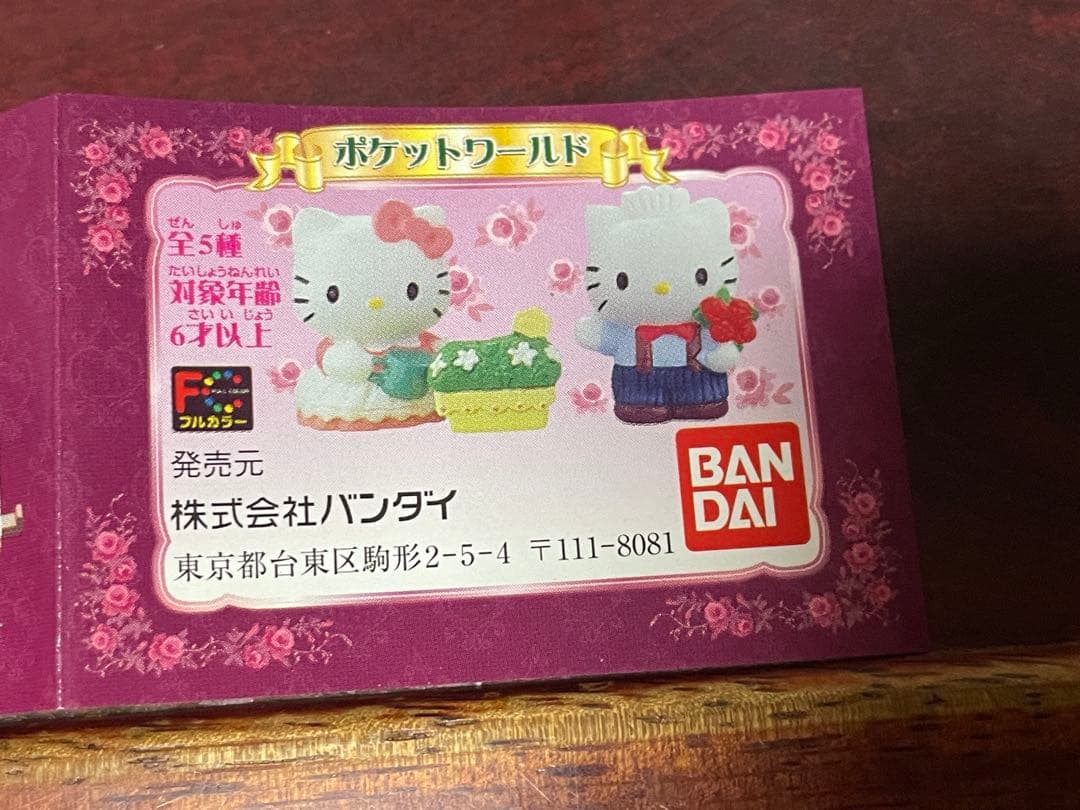 ポケットワールド
ぜん しゅ
全5種
たいしょうねんれい
対象年齢
さい い じょう
6才以上
FC
FULL COLOR
フルカラー
発売元
株式会社バンダイ
東京都台東区駒形2-5-4 〒111-8081
BAN
DAI